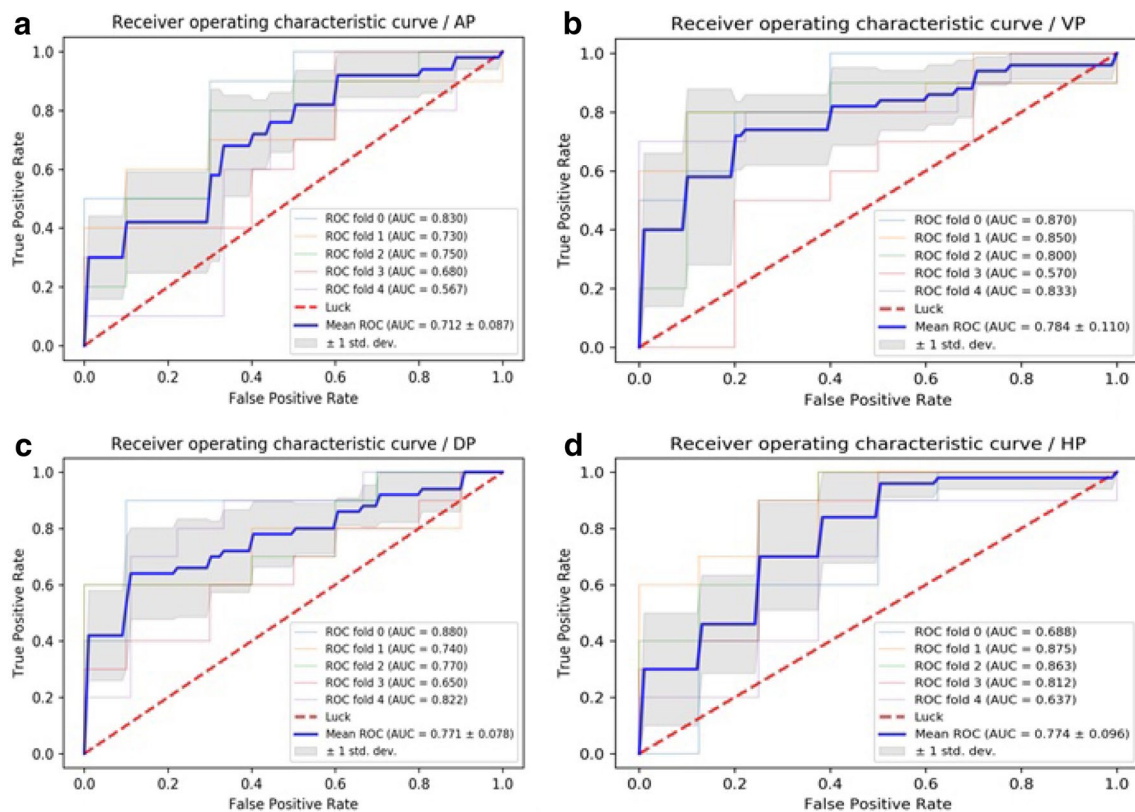 a
Receiver operating characteristic curve / AP
True Positive Rate
1.0
0.8
0.6
0.4
0.2
0.0
ROC fold 0 (AUC = 0.830)
ROC fold 1 (AUC = 0.730)
ROC fold 2 (AUC = 0.750)
ROC fold 3 (AUC = 0.680)
ROC fold 4 (AUC = 0.567)
Luck
Mean ROC (AUC = 0.712 ± 0.087)
± 1 std. dev.
0.0 0.2 0.4 0.6 0.8 1.0
False Positive Rate
b
Receiver operating characteristic curve / VP
True Positive Rate
1.0
0.8
0.6
0.4
0.2
0.0
ROC fold 0 (AUC = 0.870)
ROC fold 1 (AUC = 0.850)
ROC fold 2 (AUC = 0.800)
ROC fold 3 (AUC = 0.570)
ROC fold 4 (AUC = 0.833)
Luck
Mean ROC (AUC = 0.784 ± 0.110)
± 1 std. dev.
0.0 0.2 0.4 0.6 0.8 1.0
False Positive Rate
c
Receiver operating characteristic curve / DP
True Positive Rate
1.0
0.8
0.6
0.4
0.2
0.0
ROC fold 0 (AUC = 0.880)
ROC fold 1 (AUC = 0.740)
ROC fold 2 (AUC = 0.770)
ROC fold 3 (AUC = 0.650)
ROC fold 4 (AUC = 0.822)
Luck
Mean ROC (AUC = 0.771 ± 0.078)
± 1 std. dev.
0.0 0.2 0.4 0.6 0.8 1.0
False Positive Rate
d
Receiver operating characteristic curve / HP
True Positive Rate
1.0
0.8
0.6
0.4
0.2
0.0
ROC fold 0 (AUC = 0.688)
ROC fold 1 (AUC = 0.875)
ROC fold 2 (AUC = 0.863)
ROC fold 3 (AUC = 0.812)
ROC fold 4 (AUC = 0.637)
Luck
Mean ROC (AUC = 0.774 ± 0.096)
± 1 std. dev.
0.0 0.2 0.4 0.6 0.8 1.0
False Positive Rate